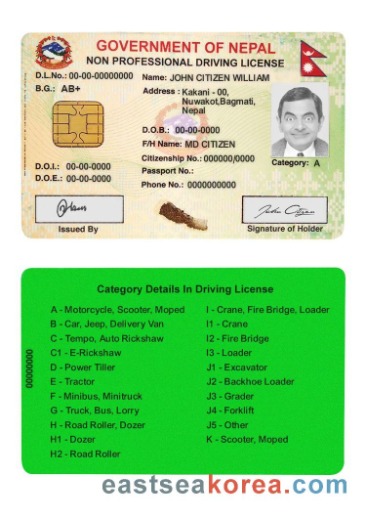 GOVERNMENT OF NEPAL
NON PROFESSIONAL DRIVING LICENSE
D.L.No.: 00-00-00000000 Name: JOHN CITIZEN WILLIAM
B.G.: AB+
Address : Kakani - 00,
Nuwakot,Bagmati,
Nepal
D.O.B.: 00-00-0000
F/H Name: MD CITIZEN
Citizenship No.: 000000/0000
D.O.I.: 00-00-0000
Passport No.:
Category: A
D.O.E.: 00-00-0000
Phone No.: 0000000000
John Citizen
Issued By
Signature of Holder
Category Details In Driving License
A - Motorcycle, Scooter, Moped
B - Car, Jeep, Delivery Van
C - Tempo, Auto Rickshaw
C1 - E-Rickshaw
D - Power Tiller
E - Tractor
F - Minibus, Minitruck
G - Truck, Bus, Lorry
H - Road Roller, Dozer
H1 - Dozer
H2 - Road Roller
I - Crane, Fire Bridge, Loader
I1 - Crane
I2 - Fire Bridge
I3 - Loader
J1 - Excavator
J2 - Backhoe Loader
J3 - Grader
J4 - Forklift
J5 - Other
K - Scooter, Moped
00000000
eastseakorea.com